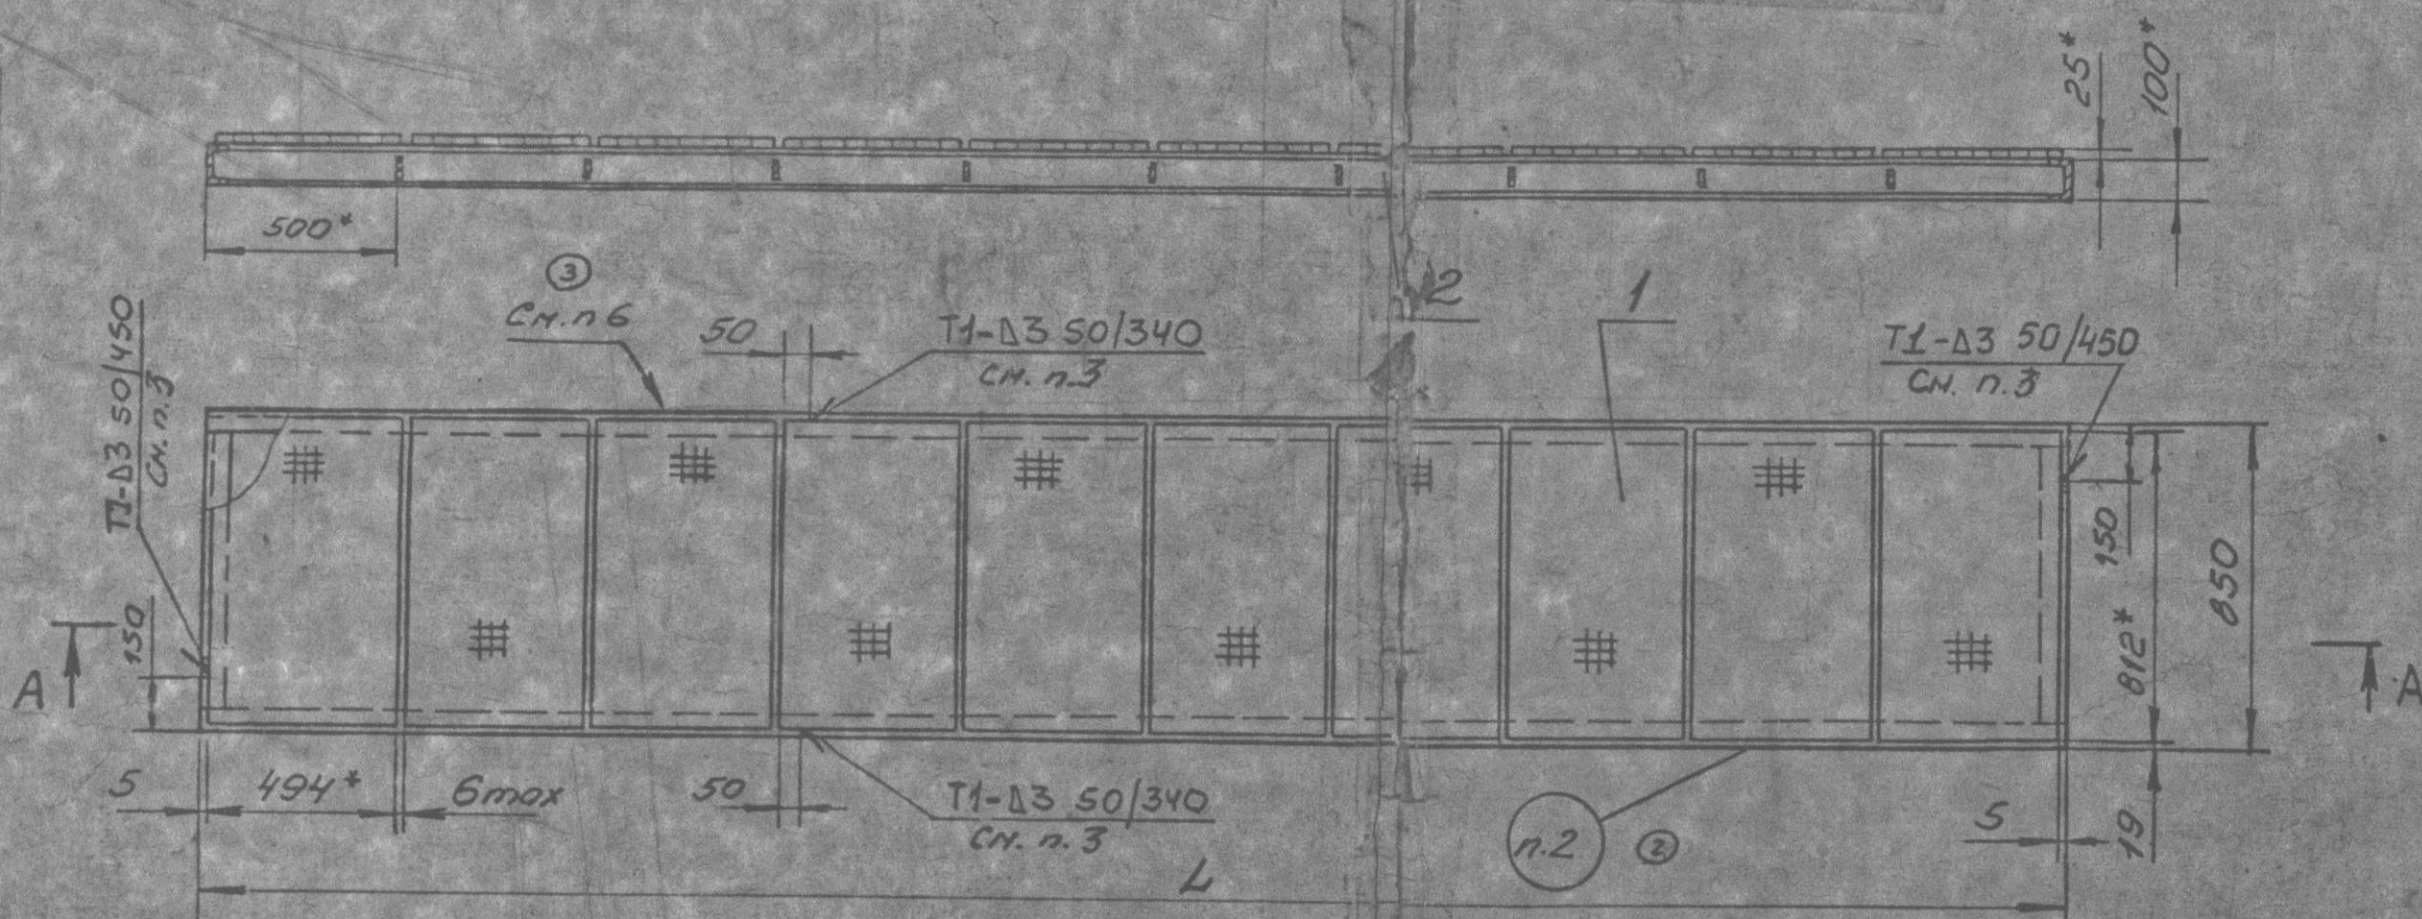 25*
100*
500*
③
См. п 6
50
Т1-Δ3 50/340
см. п.3
2
1
Т1-Δ3 50/450
См. п. 3
Т1-Δ3 50/450
См. п.3
150
А
150
812*
850
А
5
494*
6max
50
Т1-Δ3 50/340
См. п. 3
п.2
②
5
19
L